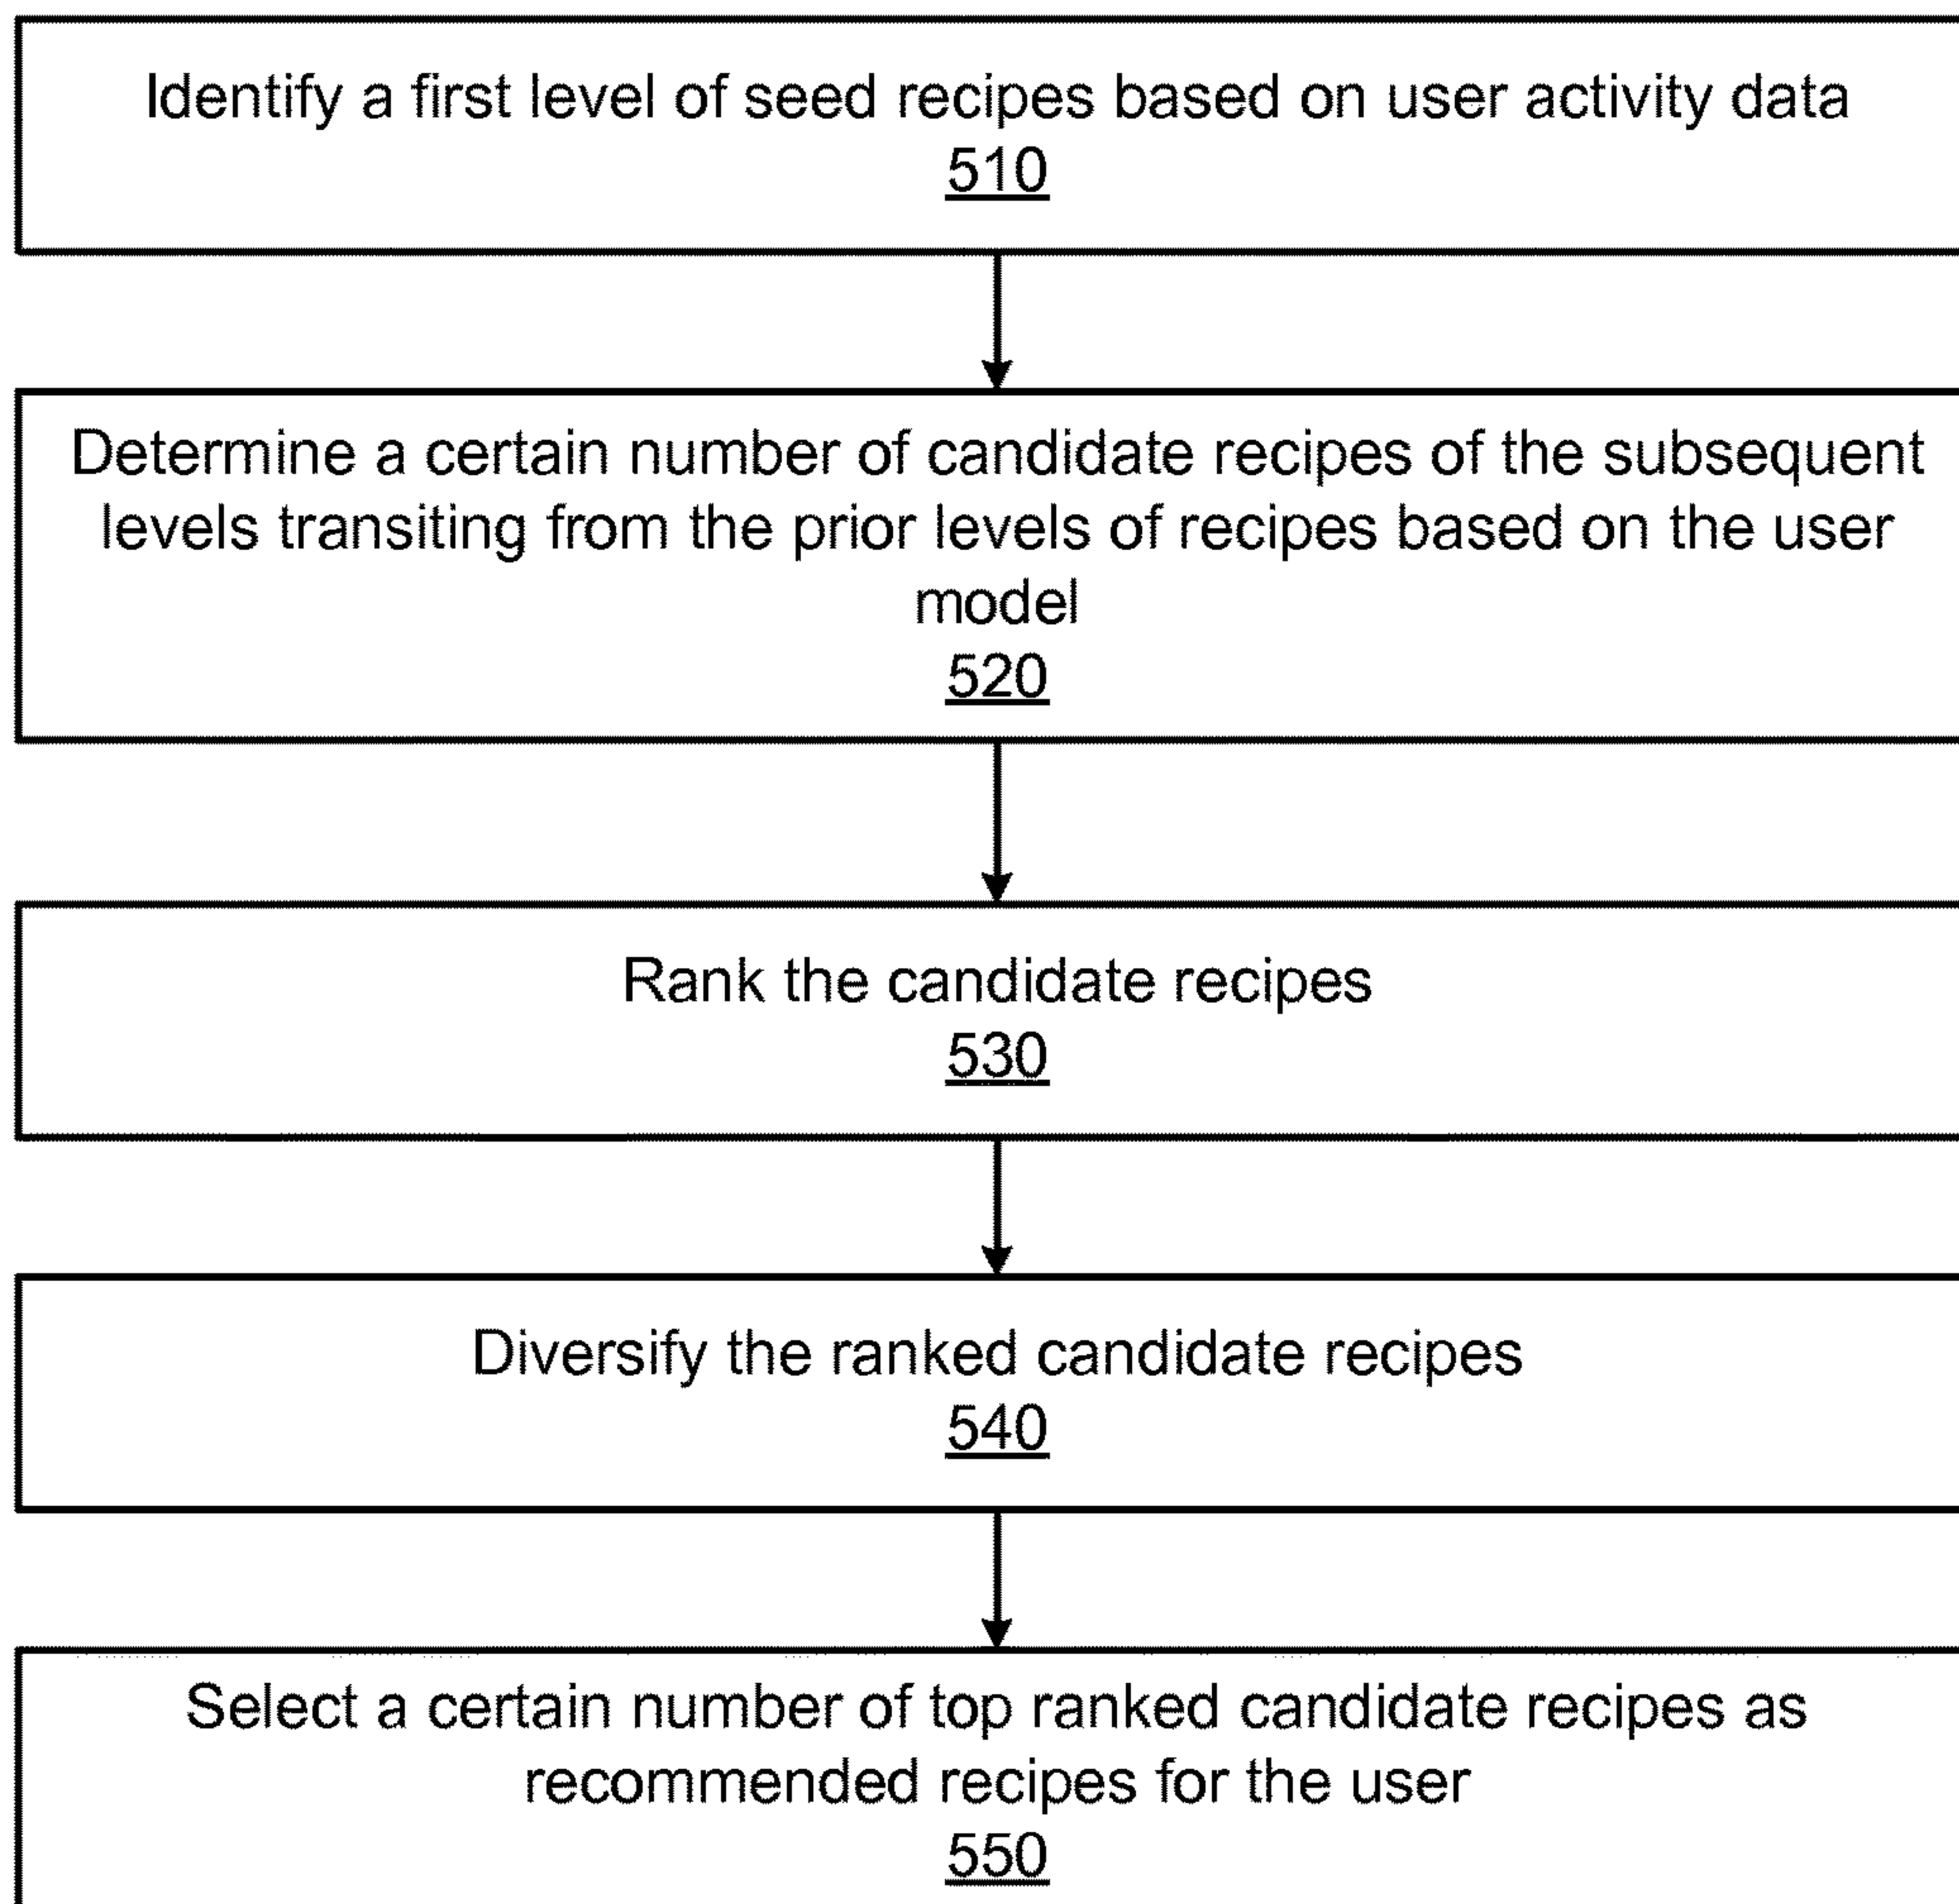 Identify a first level of seed recipes based on user activity data
510
Determine a certain number of candidate recipes of the subsequent
levels transiting from the prior levels of recipes based on the user
model
520
Rank the candidate recipes
530
Diversify the ranked candidate recipes
540
Select a certain number of top ranked candidate recipes as
recommended recipes for the user
550